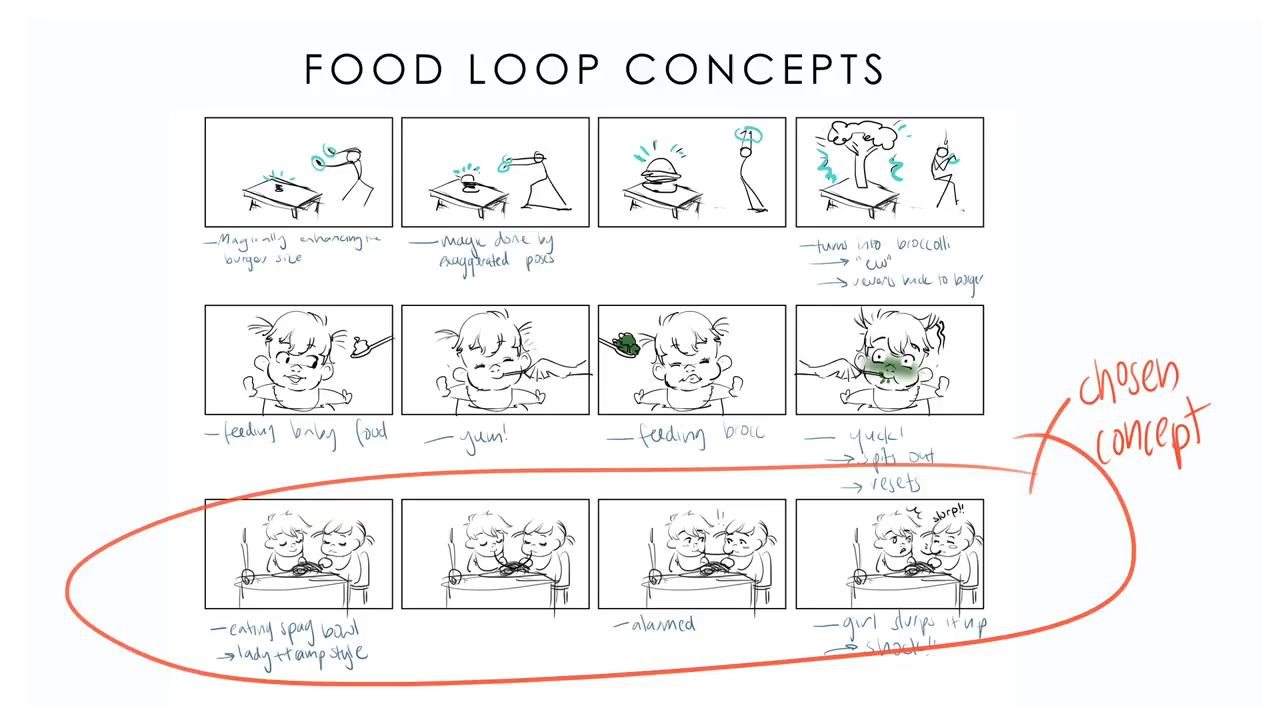 FOOD LOOP CONCEPTS
— Magically enhancing the
burger size
— magic done by
exaggerated poses
— turns into broccolli
→ "ew"
→ reverts back to burger
— feeding baby food
— yum!
— feeding brocc
— yuck!
→ spits out
→ resets
chosen
concept
slurp!!
— eating spag bowl
→ lady + tramp style
— alarmed
— girl slurps it up
→ shock!!